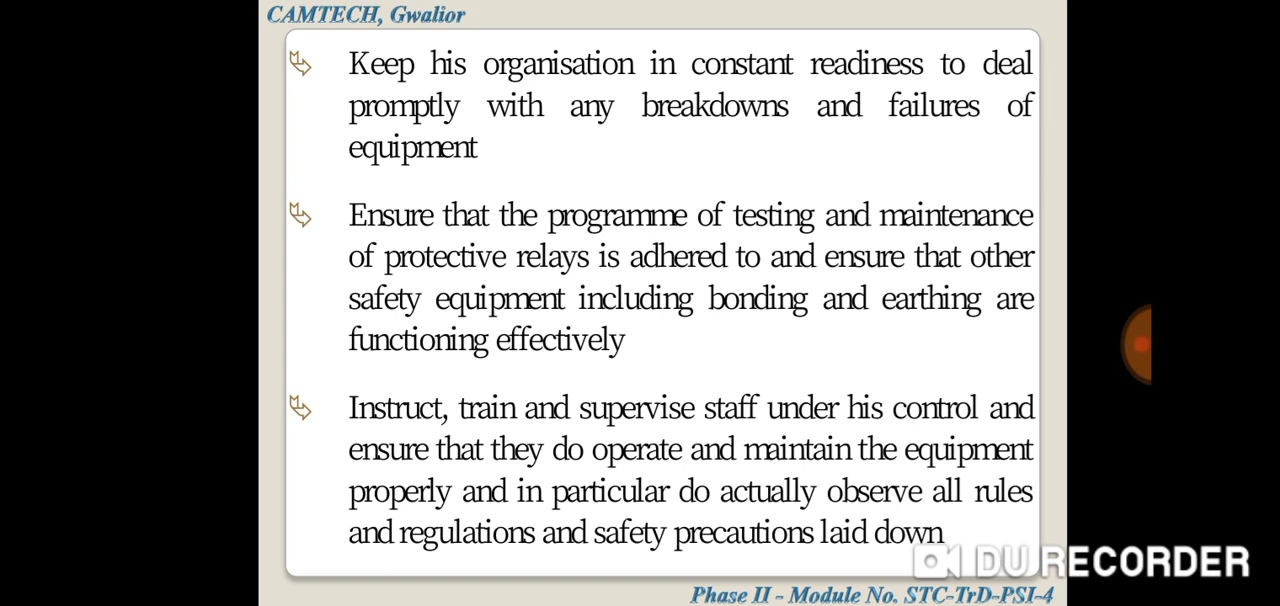 CAMTECH, Gwalior
Keep his organisation in constant readiness to deal
promptly with any breakdowns and failures of
equipment
Ensure that the programme of testing and maintenance
of protective relays is adhered to and ensure that other
safety equipment including bonding and earthing are
functioning effectively
Instruct, train and supervise staff under his control and
ensure that they do operate and maintain the equipment
properly and in particular do actually observe all rules
and regulations and safety precautions laid down
DU RECORDER
Phase II - Module No. STC-TrD-PSI-4